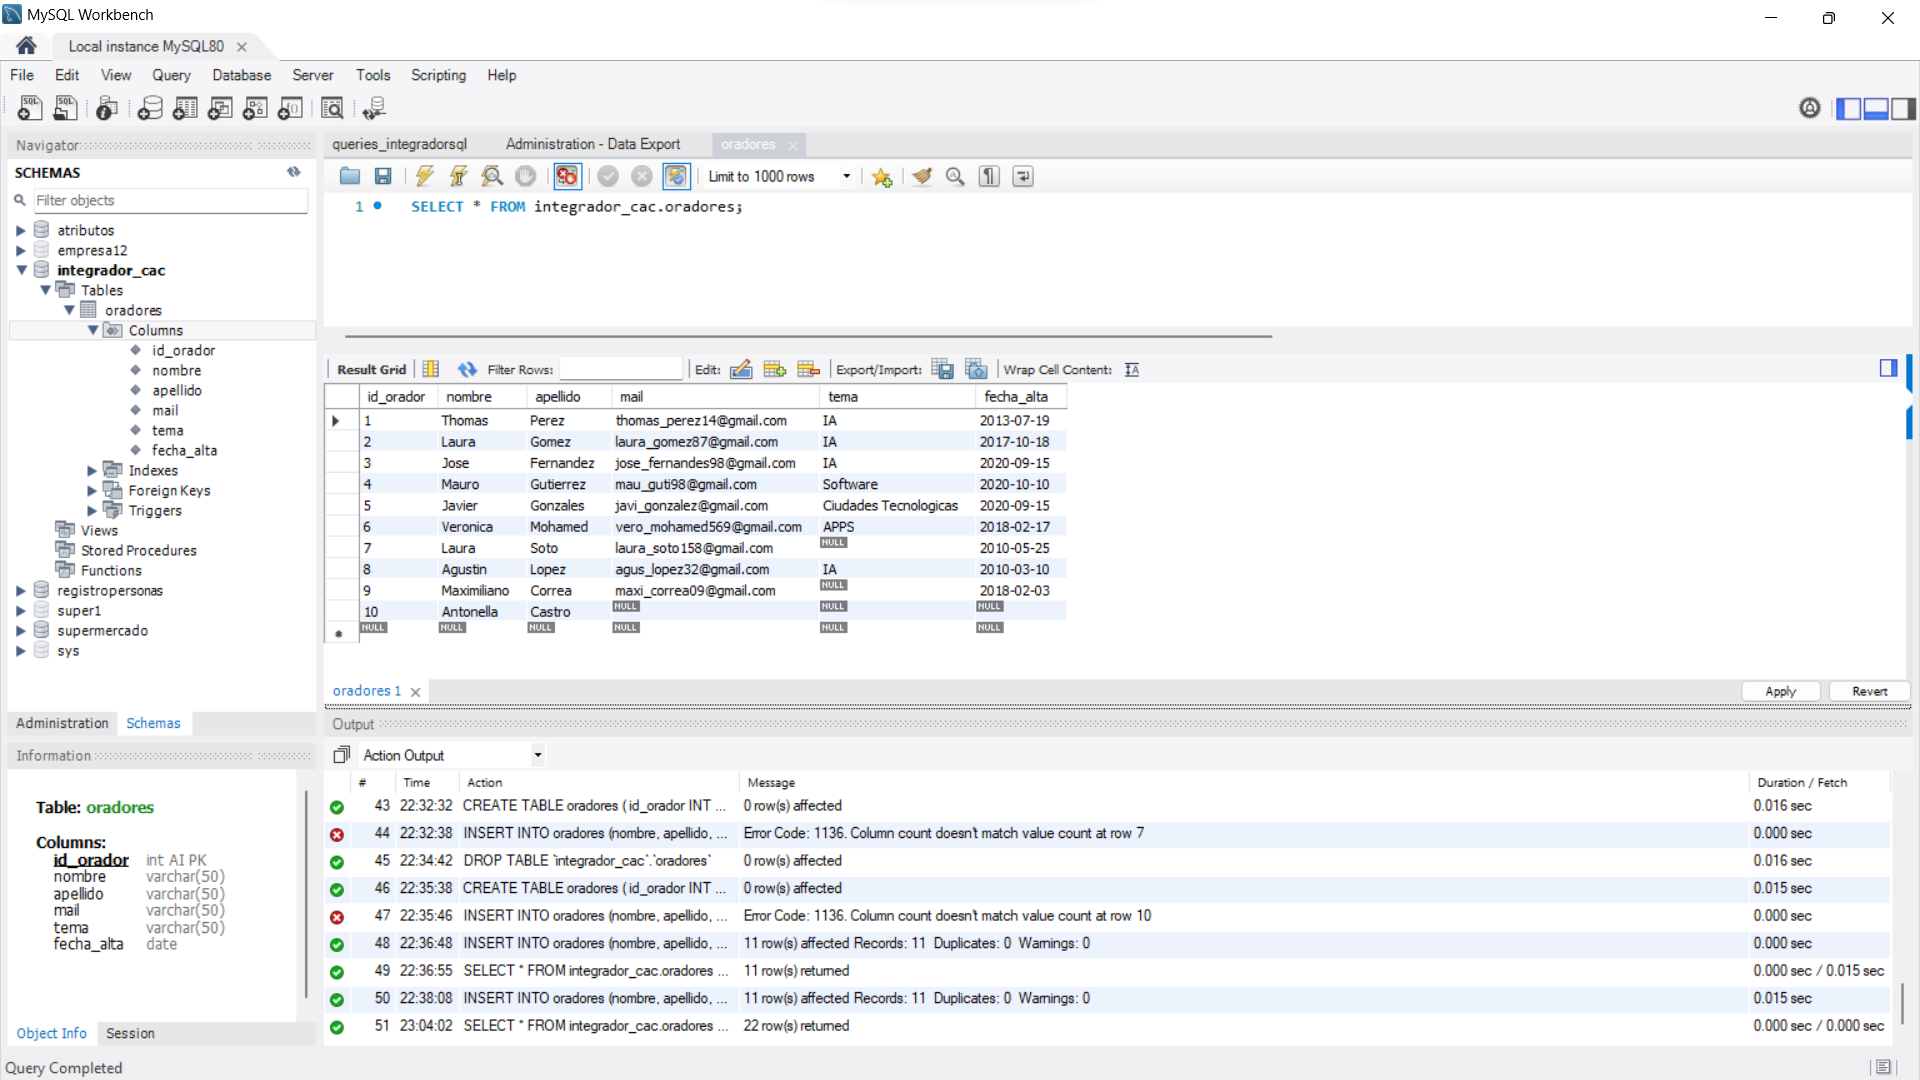 MySQL Workbench
Local instance MySQL80
File Edit View Query Database Server Tools Scripting Help
Navigator
SCHEMAS
Filter objects
atributos
empresa12
integrador_cac
Tables
oradores
Columns
id_orador
nombre
apellido
mail
tema
fecha_alta
Indexes
Foreign Keys
Triggers
Views
Stored Procedures
Functions
registropersonas
super1
supermercado
sys
Administration Schemas
Information
Table: oradores
Columns:
id_orador int AI PK
nombre varchar(50)
apellido varchar(50)
mail varchar(50)
tema varchar(50)
fecha_alta date
Object Info Session
Query Completed
queries_integradorsql Administration - Data Export oradores
Limit to 1000 rows
1 SELECT * FROM integrador_cac.oradores;
Result Grid Filter Rows: Edit: Export/Import: Wrap Cell Content:
id_orador nombre apellido mail tema fecha_alta
1 Thomas Perez thomas_perez14@gmail.com IA 2013-07-19
2 Laura Gomez laura_gomez87@gmail.com IA 2017-10-18
3 Jose Fernandez jose_fernandes98@gmail.com IA 2020-09-15
4 Mauro Gutierrez mau_guti98@gmail.com Software 2020-10-10
5 Javier Gonzales javi_gonzalez@gmail.com Ciudades Tecnologicas 2020-09-15
6 Veronica Mohamed vero_mohamed569@gmail.com APPS 2018-02-17
7 Laura Soto laura_soto158@gmail.com NULL 2010-05-25
8 Agustin Lopez agus_lopez32@gmail.com IA 2010-03-10
9 Maximiliano Correa maxi_correa09@gmail.com NULL 2018-02-03
10 Antonella Castro NULL NULL NULL
NULL NULL NULL NULL NULL NULL
oradores 1 Apply Revert
Output
Action Output
# Time Action Message Duration / Fetch
43 22:32:32 CREATE TABLE oradores ( id_orador INT ... 0 row(s) affected 0.016 sec
44 22:32:38 INSERT INTO oradores (nombre, apellido, ... Error Code: 1136. Column count doesn't match value count at row 7 0.000 sec
45 22:34:42 DROP TABLE `integrador_cac`.`oradores` 0 row(s) affected 0.016 sec
46 22:35:38 CREATE TABLE oradores ( id_orador INT ... 0 row(s) affected 0.015 sec
47 22:35:46 INSERT INTO oradores (nombre, apellido, ... Error Code: 1136. Column count doesn't match value count at row 10 0.000 sec
48 22:36:48 INSERT INTO oradores (nombre, apellido, ... 11 row(s) affected Records: 11 Duplicates: 0 Warnings: 0 0.000 sec
49 22:36:55 SELECT * FROM integrador_cac.oradores ... 11 row(s) returned 0.000 sec / 0.015 sec
50 22:38:08 INSERT INTO oradores (nombre, apellido, ... 11 row(s) affected Records: 11 Duplicates: 0 Warnings: 0 0.015 sec
51 23:04:02 SELECT * FROM integrador_cac.oradores ... 22 row(s) returned 0.000 sec / 0.000 sec